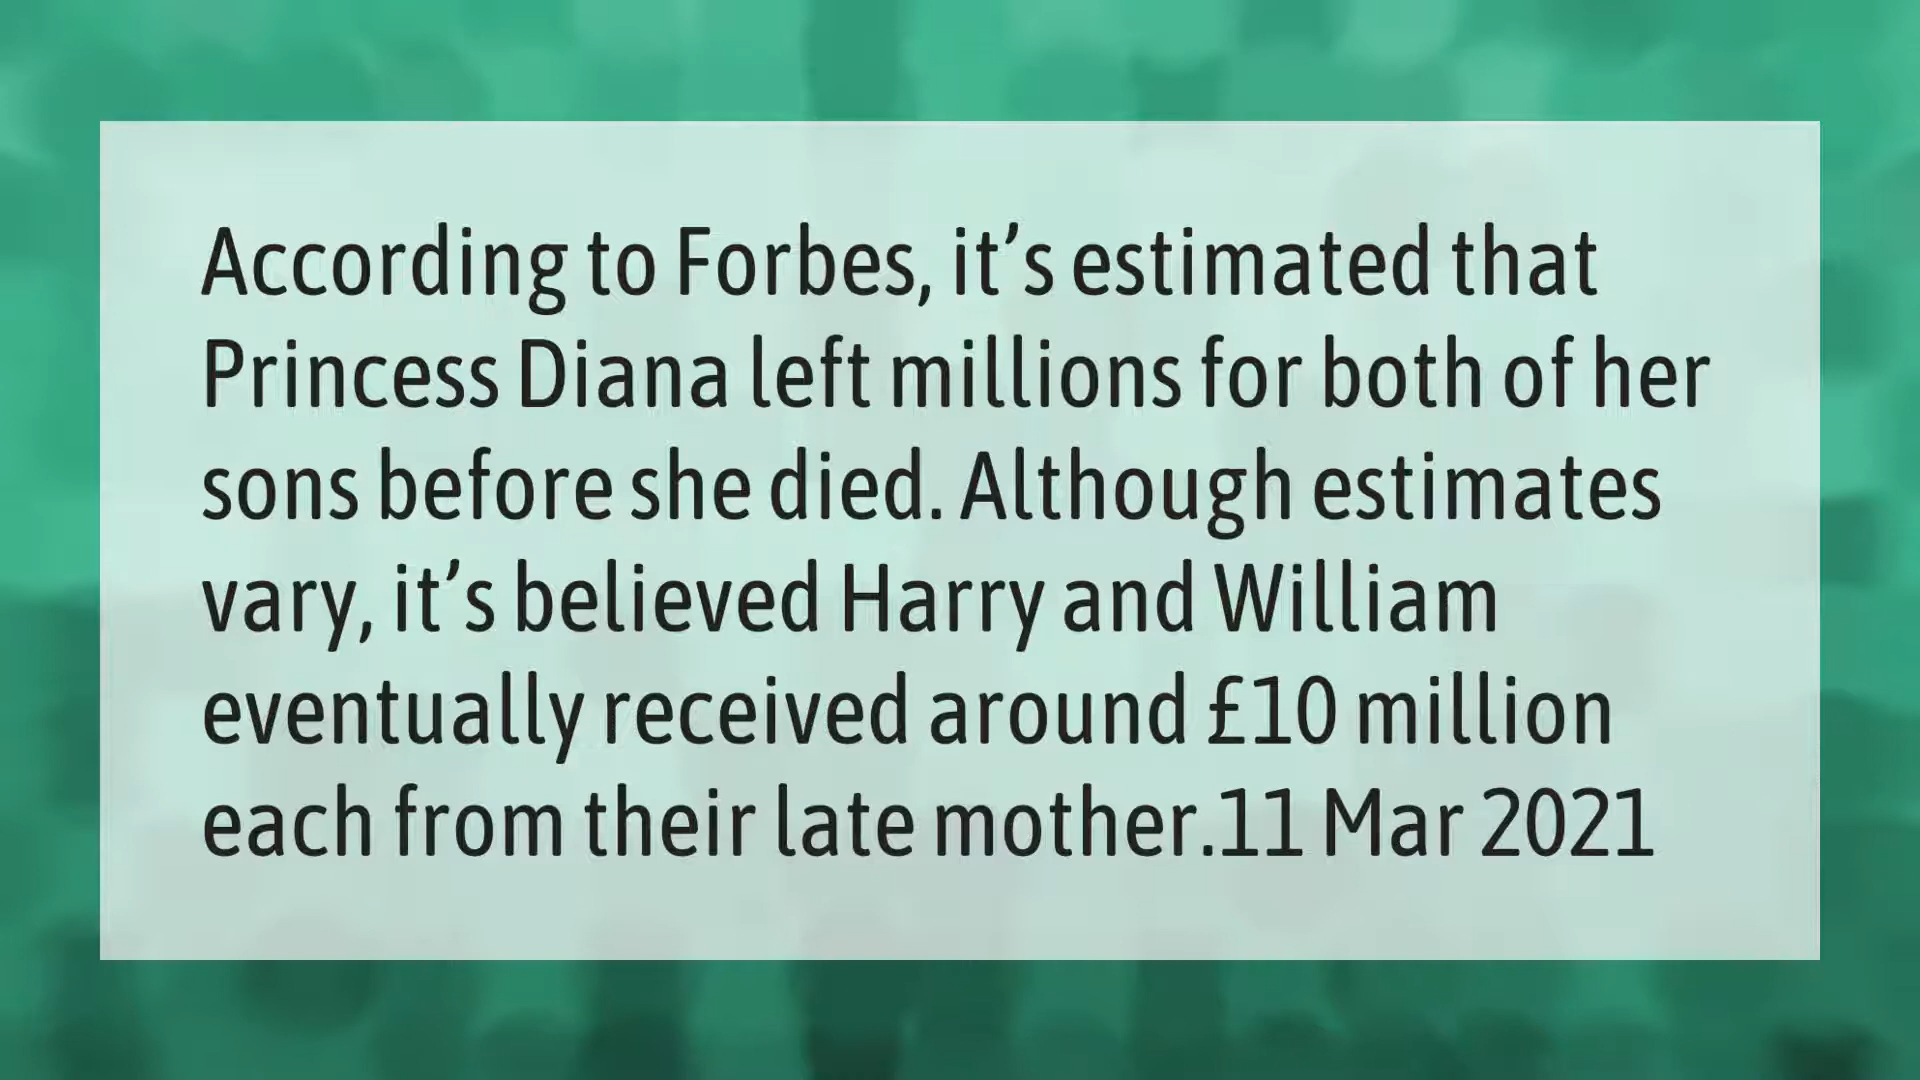 According to Forbes, it’s estimated that
Princess Diana left millions for both of her
sons before she died. Although estimates
vary, it’s believed Harry and William
eventually received around £10 million
each from their late mother.11 Mar 2021